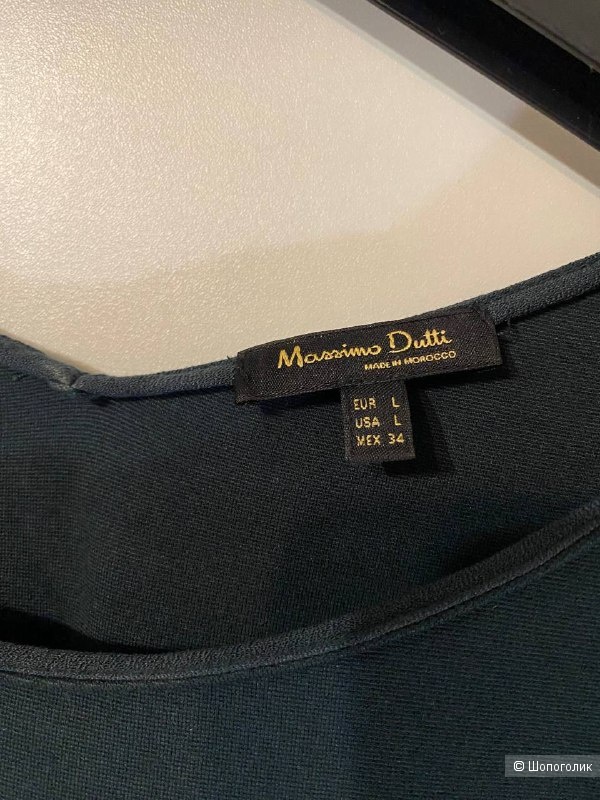 Massimo Dutti
MADE IN MOROCCO
EUR L
USA L
MEX 34
© Шопоголик